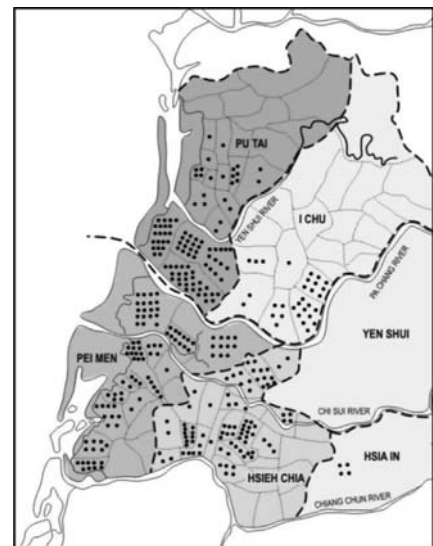 PU TAI
YEN SHUI RIVER
I CHU
PA CHANG RIVER
YEN SHUI
PEI MEN
CHI SUI RIVER
HSIA IN
HSIEH CHIA
CHIANG CHUN RIVER